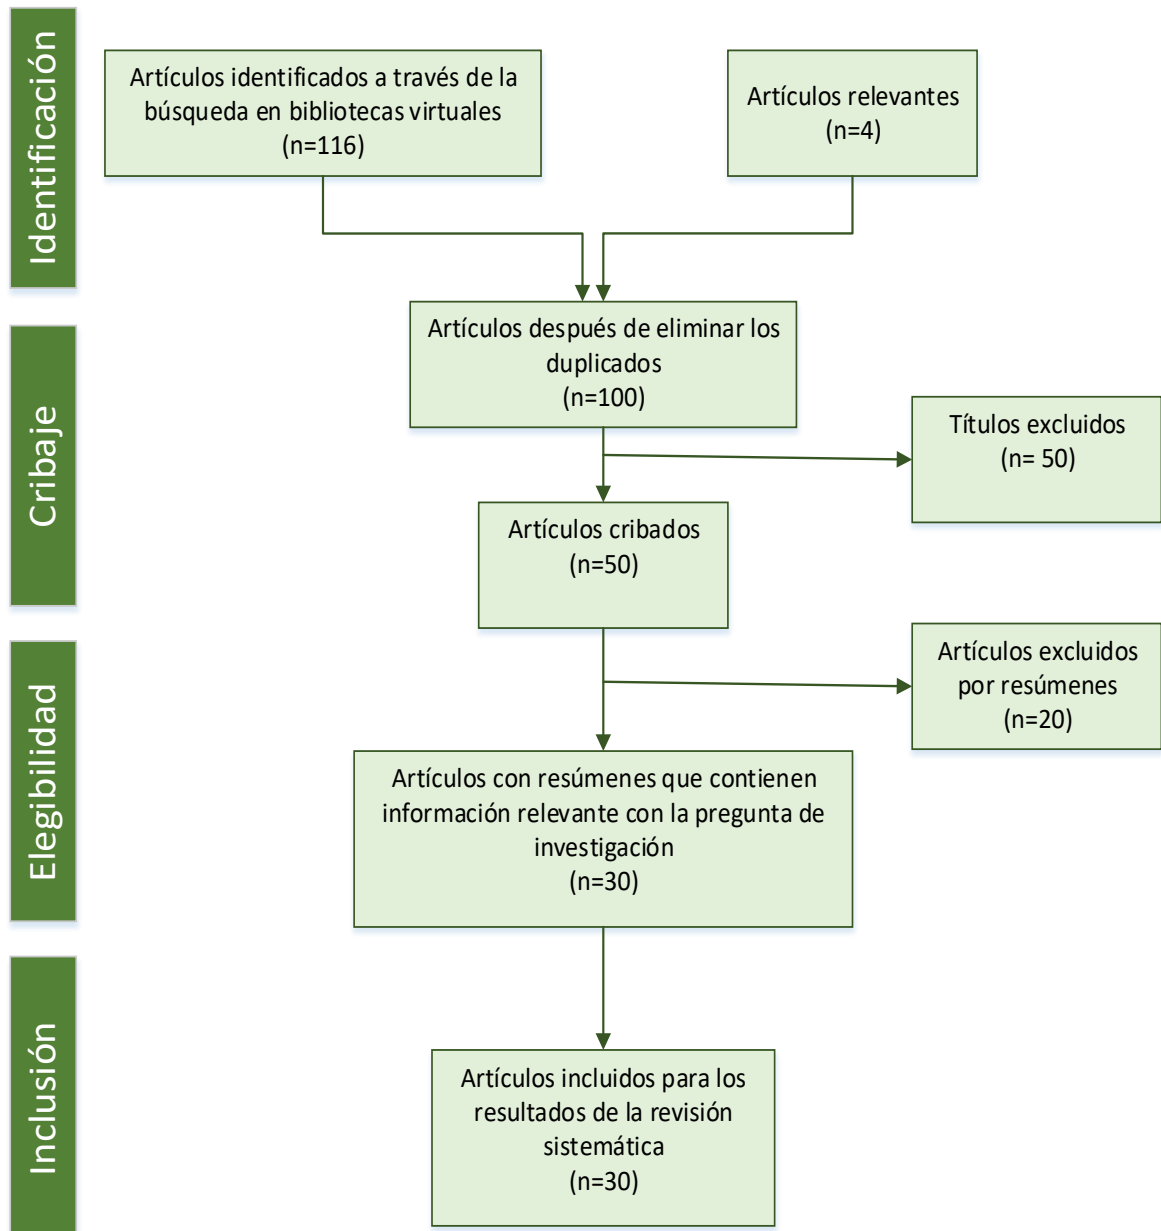 Identificación
Artículos identificados a través de la
búsqueda en bibliotecas virtuales
(n=116)
Artículos relevantes
(n=4)
Cribaje
Artículos después de eliminar los
duplicados
(n=100)
Títulos excluidos
(n= 50)
Artículos cribados
(n=50)
Elegibilidad
Artículos excluidos
por resúmenes
(n=20)
Artículos con resúmenes que contienen
información relevante con la pregunta de
investigación
(n=30)
Inclusión
Artículos incluidos para los
resultados de la revisión
sistemática
(n=30)